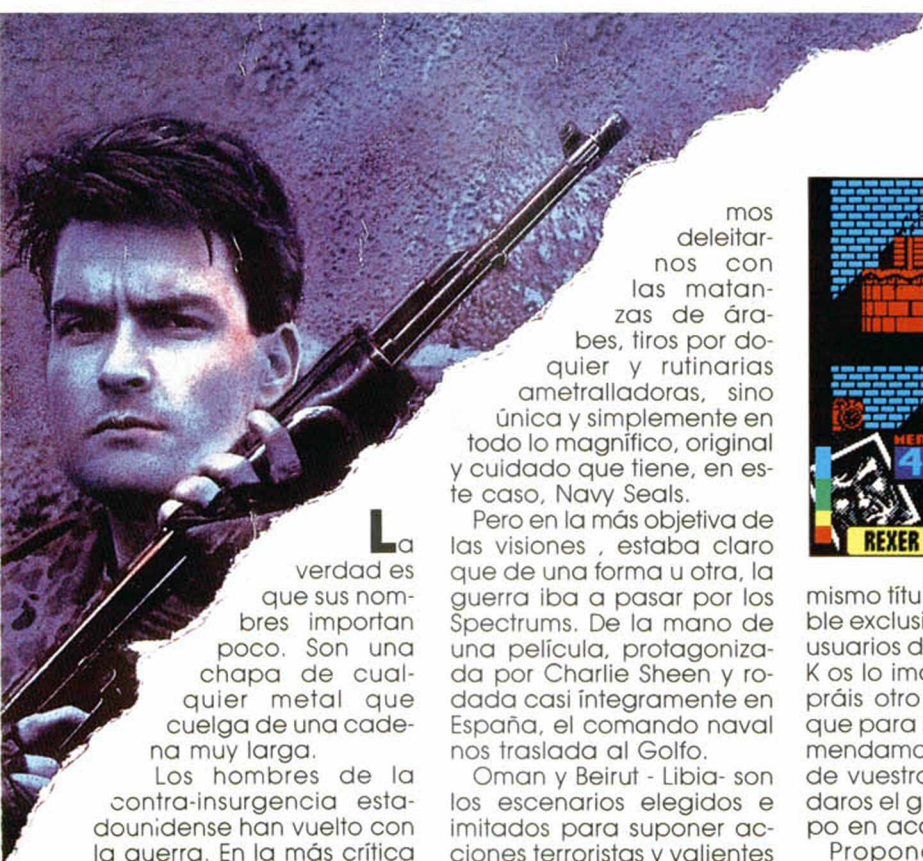 La
verdad es
que sus nom-
bres importan
poco. Son una
chapa de cual-
quier metal que
cuelga de una cade-
na muy larga.
Los hombres de la
contra-insurgencia esta-
dounidense han vuelto con
la guerra. En la más crítica
mos
deleitar-
nos con
las matan-
zas de ára-
bes, tiros por do-
quier y rutinarias
ametralladoras, sino
única y simplemente en
todo lo magnífico, original
y cuidado que tiene, en es-
te caso, Navy Seals.
Pero en la más objetiva de
las visiones , estaba claro
que de una forma u otra, la
guerra iba a pasar por los
Spectrums. De la mano de
una película, protagoniza-
da por Charlie Sheen y ro-
dada casi íntegramente en
España, el comando naval
nos traslada al Golfo.
Oman y Beirut - Libia- son
los escenarios elegidos e
imitados para suponer ac-
ciones terroristas y valientes
4
REXER
mismo títu
ble exclusi
usuarios d
K os lo ima
práis otro
que para
mendamo
de vuestro
daros el g
po en acc
Propon